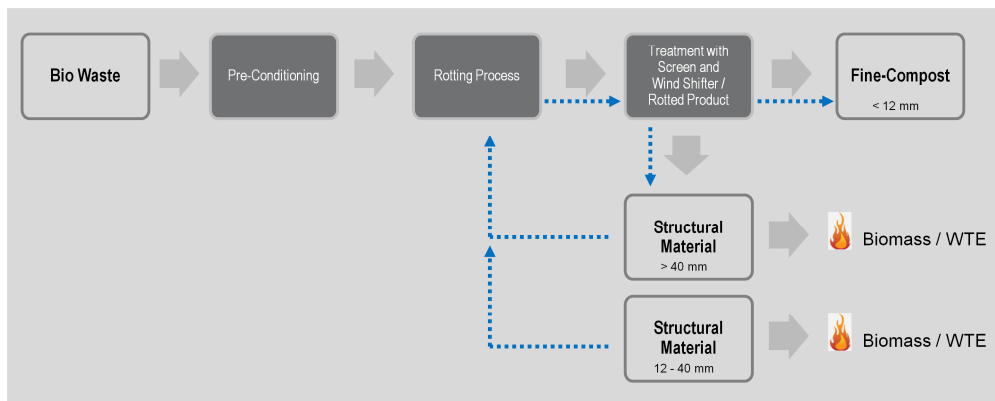 Bio Waste
Pre-Conditioning
Rotting Process
Treatment with
Screen and
Wind Shifter /
Rotted Product
Fine-Compost
< 12 mm
Structural
Material
> 40 mm
Biomass / WTE
Structural
Material
12 - 40 mm
Biomass / WTE